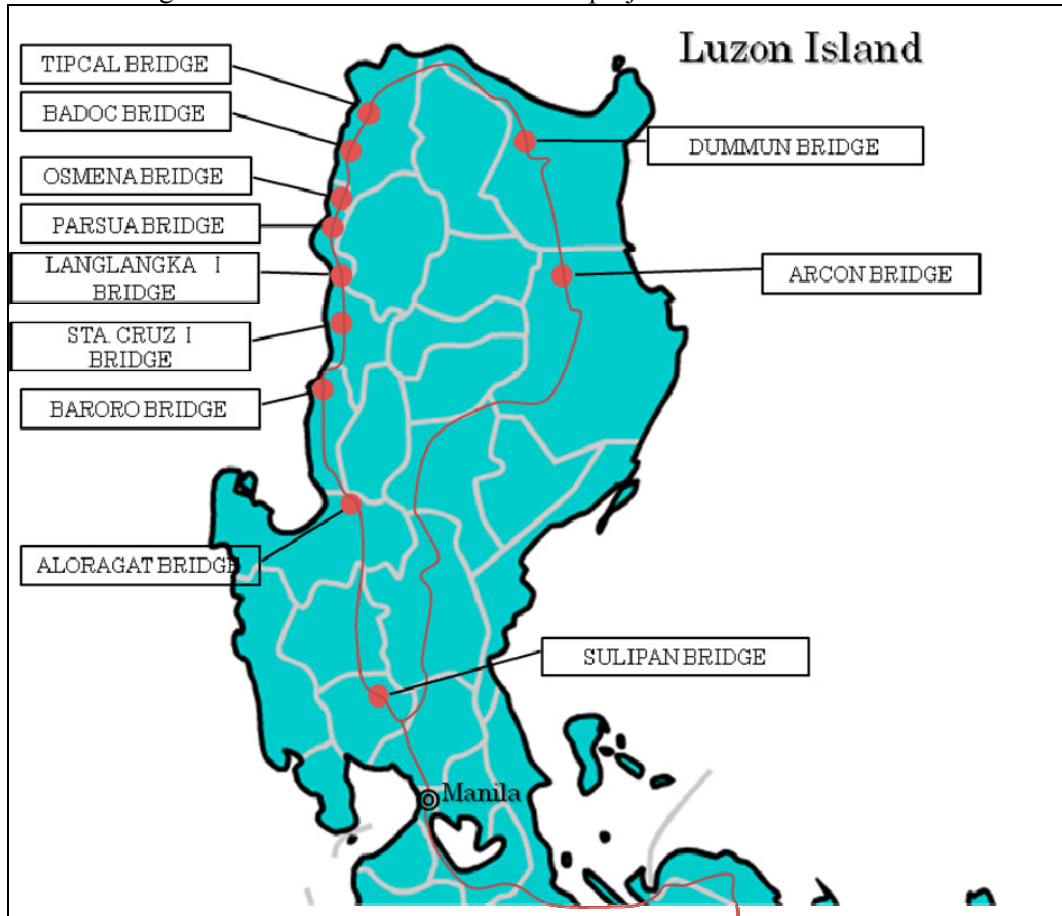 Luzon Island
TIPCAL BRIDGE
BADOC BRIDGE
OSMENA BRIDGE
PARSUA BRIDGE
LANGLANGKA I
BRIDGE
STA. CRUZ I
BRIDGE
BARORO BRIDGE
ALORAGAT BRIDGE
DUMMUN BRIDGE
ARCON BRIDGE
SULIPAN BRIDGE
Manila